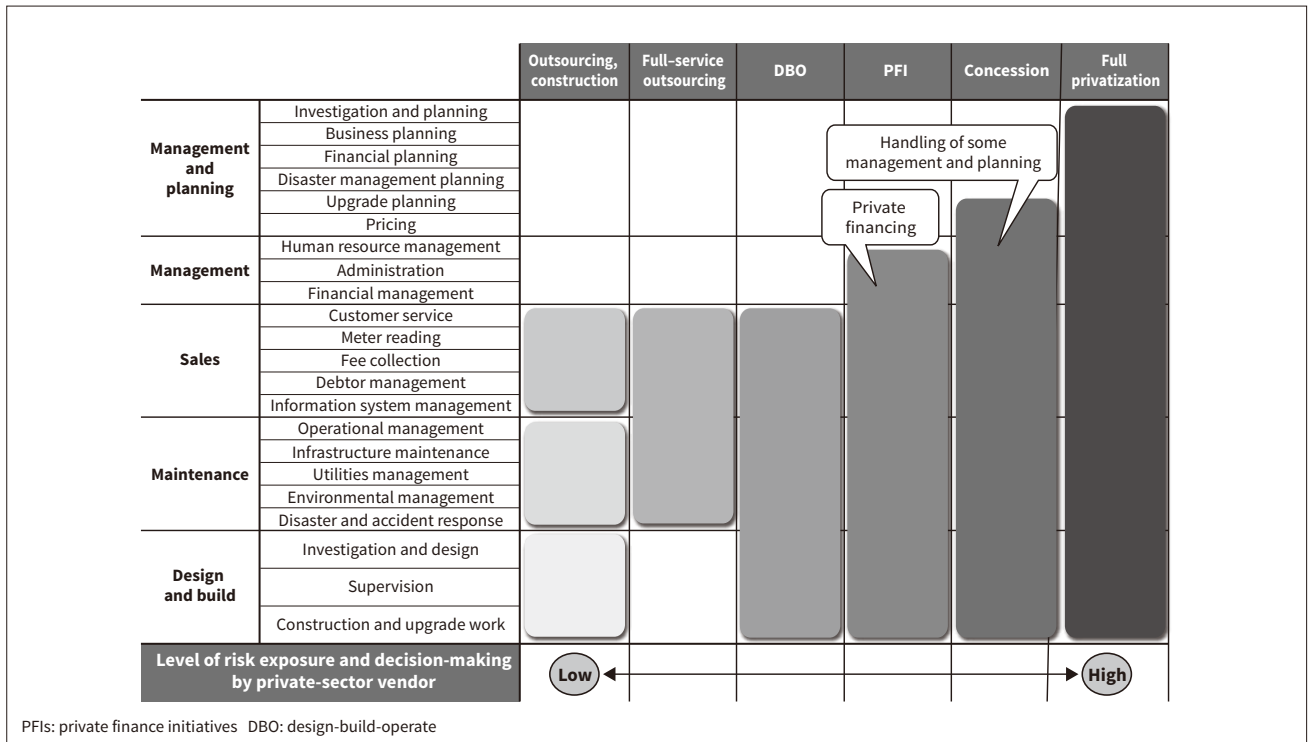 Outsourcing,
construction
Full–service
outsourcing
DBO
PFI
Concession
Full
privatization
Management
and
planning
Investigation and planning
Business planning
Financial planning
Disaster management planning
Upgrade planning
Pricing
Handling of some
management and planning
Private
financing
Management
Human resource management
Administration
Financial management
Sales
Customer service
Meter reading
Fee collection
Debtor management
Information system management
Maintenance
Operational management
Infrastructure maintenance
Utilities management
Environmental management
Disaster and accident response
Design
and build
Investigation and design
Supervision
Construction and upgrade work
Level of risk exposure and decision-making
by private-sector vendor
Low
High
PFIs: private finance initiatives DBO: design-build-operate